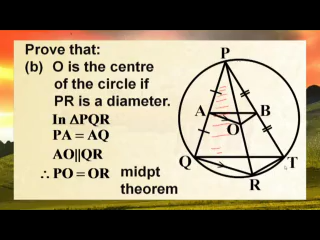 Prove that:
(b) O is the centre
of the circle if
PR is a diameter.
In ΔPQR
PA = AQ
AO||QR
∴ PO = OR midpt
theorem
P
A B
O
Q T
R